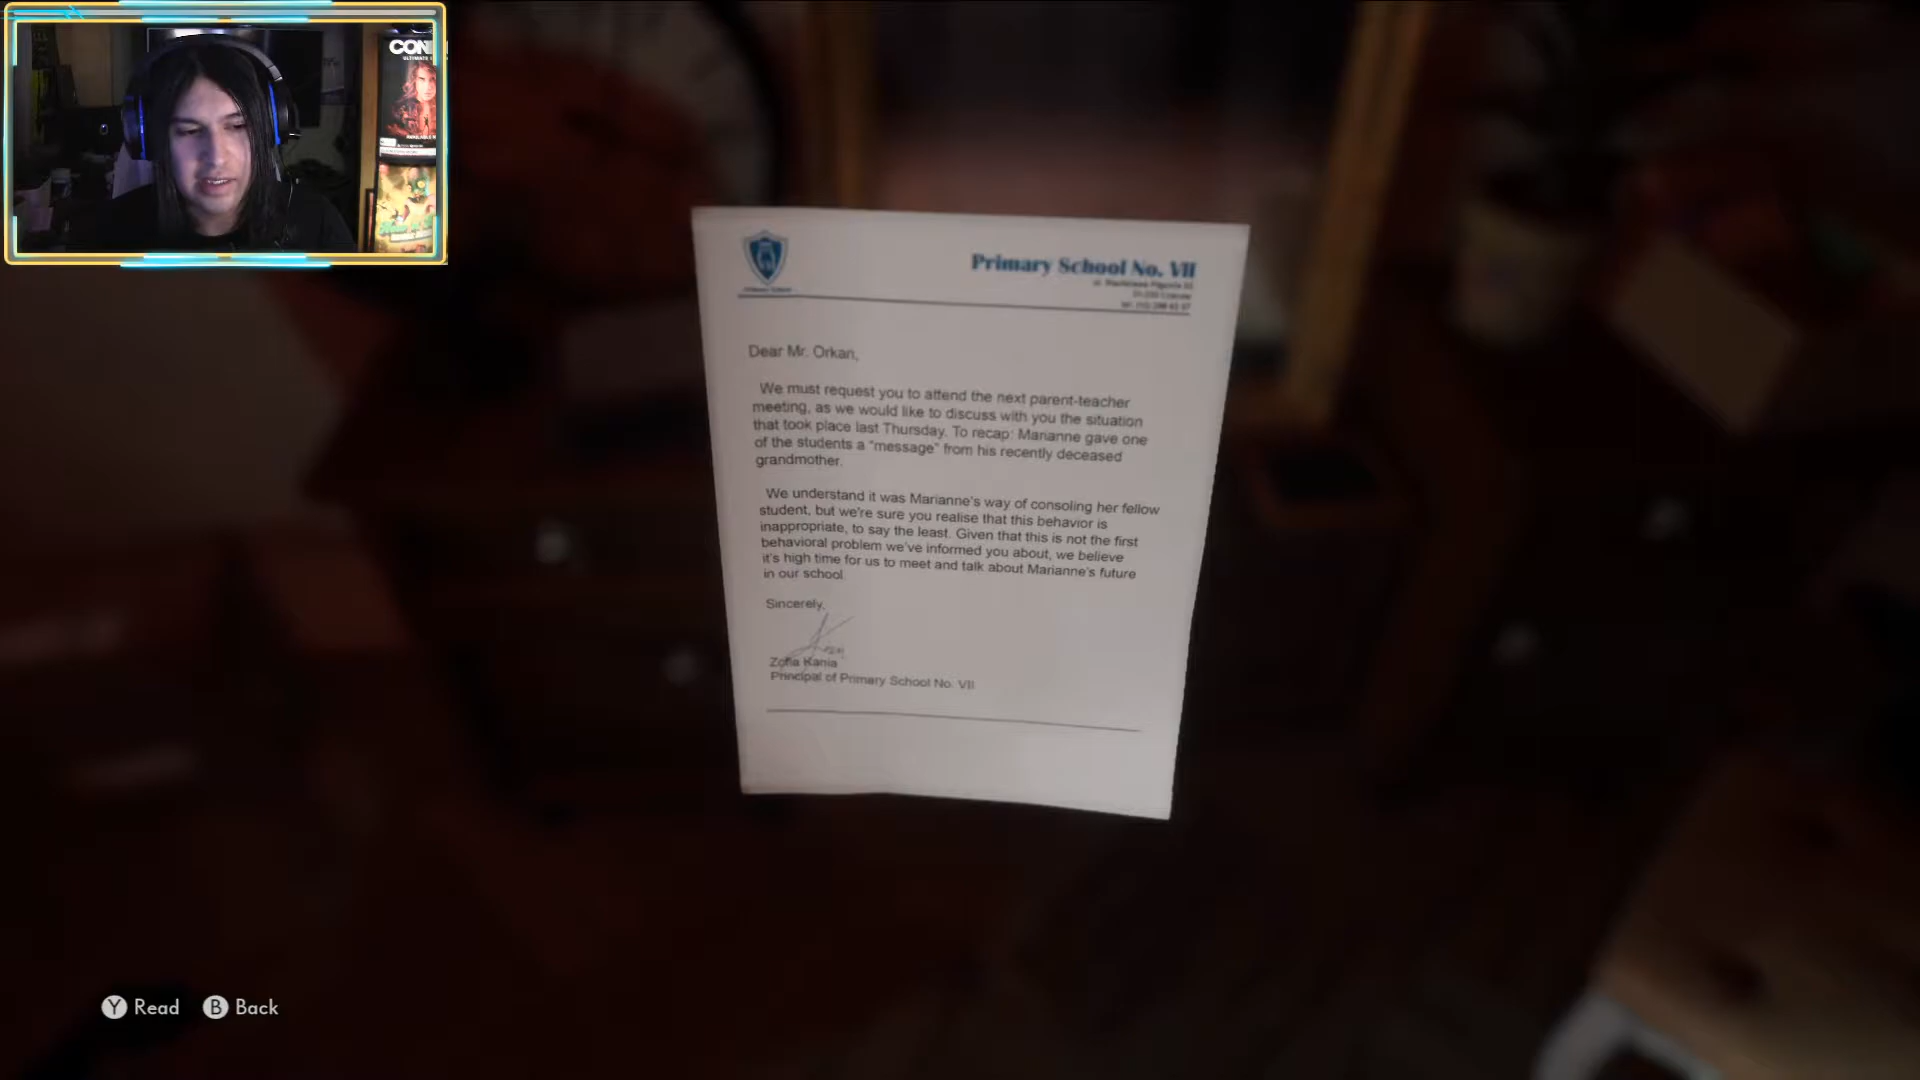 CON
Primary School No. VII
Dear Mr. Orkan,
We must request you to attend the next parent-teacher
meeting, as we would like to discuss with you the situation
that took place last Thursday. To recap: Marianne gave one
of the students a “message” from his recently deceased
grandmother.
We understand it was Marianne's way of consoling her fellow
student, but we're sure you realise that this behavior is
inappropriate, to say the least. Given that this is not the first
behavioral problem we've informed you about, we believe
it's high time for us to meet and talk about Marianne's future
in our school.
Sincerely,
Zofia Kania
Principal of Primary School No. VII
Y Read B Back